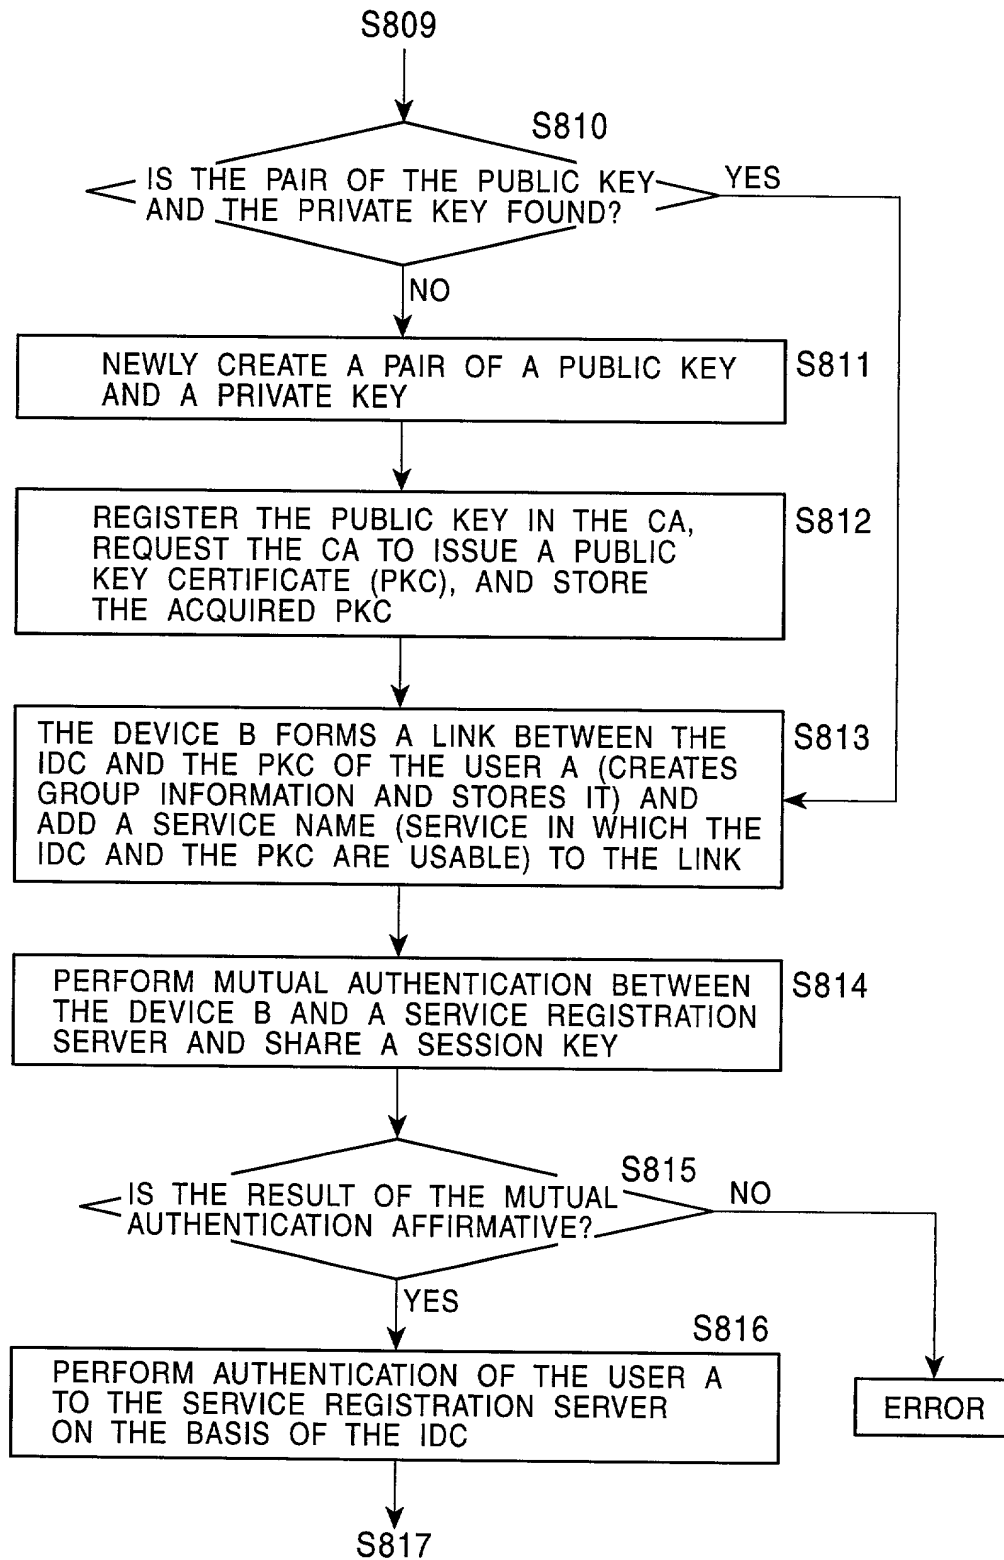 S809
S810
IS THE PAIR OF THE PUBLIC KEY
AND THE PRIVATE KEY FOUND?
YES
NO
NEWLY CREATE A PAIR OF A PUBLIC KEY
AND A PRIVATE KEY
S811
REGISTER THE PUBLIC KEY IN THE CA,
REQUEST THE CA TO ISSUE A PUBLIC
KEY CERTIFICATE (PKC), AND STORE
THE ACQUIRED PKC
S812
THE DEVICE B FORMS A LINK BETWEEN THE
IDC AND THE PKC OF THE USER A (CREATES
GROUP INFORMATION AND STORES IT) AND
ADD A SERVICE NAME (SERVICE IN WHICH THE
IDC AND THE PKC ARE USABLE) TO THE LINK
S813
PERFORM MUTUAL AUTHENTICATION BETWEEN
THE DEVICE B AND A SERVICE REGISTRATION
SERVER AND SHARE A SESSION KEY
S814
S815
IS THE RESULT OF THE MUTUAL
AUTHENTICATION AFFIRMATIVE?
NO
YES
S816
PERFORM AUTHENTICATION OF THE USER A
TO THE SERVICE REGISTRATION SERVER
ON THE BASIS OF THE IDC
ERROR
S817